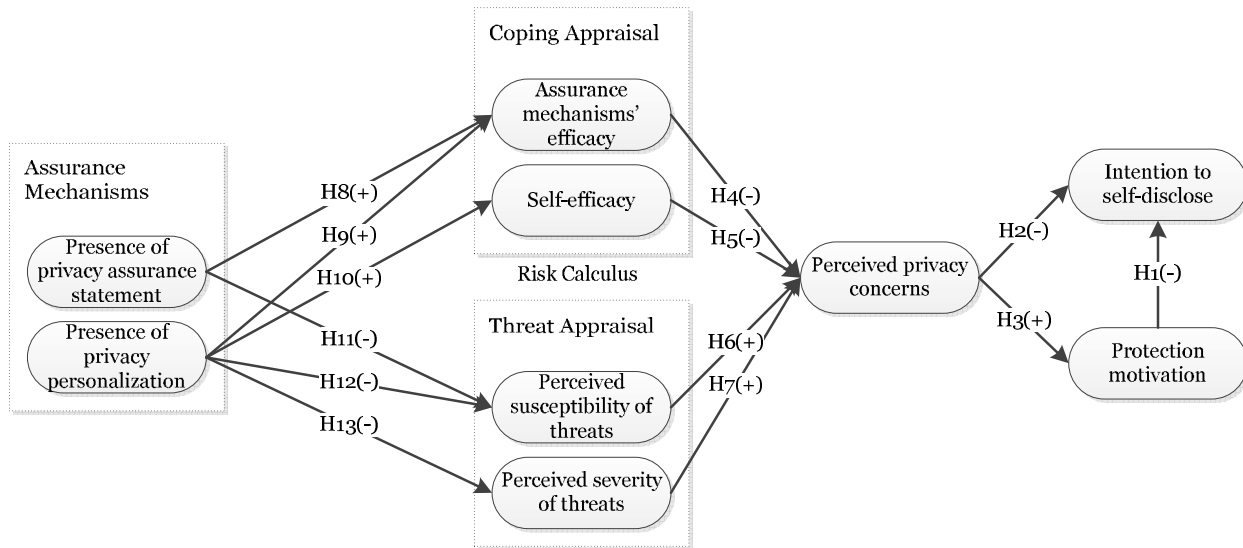 Assurance
Mechanisms
Presence of
privacy assurance
statement
Presence of
privacy
personalization
H8(+)
H9(+)
H10(+)
H11(-)
H12(-)
H13(-)
Coping Appraisal
Assurance
mechanisms'
efficacy
Self-efficacy
Risk Calculus
Threat Appraisal
Perceived
susceptibility of
threats
Perceived severity
of threats
H4(-)
H5(-)
H6(+)
H7(+)
Perceived privacy
concerns
H2(-)
H3(+)
Intention to
self-disclose
H1(-)
Protection
motivation